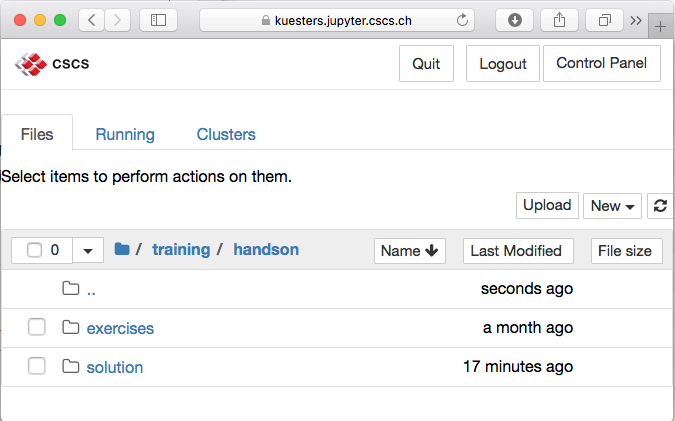 kuesters.jupyter.cscs.ch
cscs Quit Logout Control Panel
Files Running Clusters
Select items to perform actions on them.
Upload New
0 / training / handson Name Last Modified File size
.. seconds ago
exercises a month ago
solution 17 minutes ago